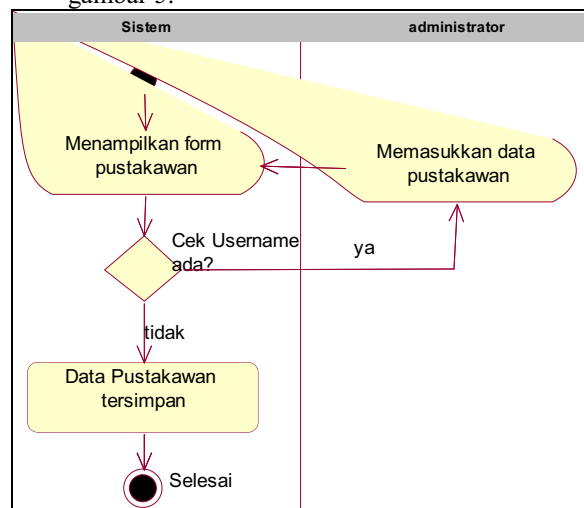 gambar 5.
Sistem
administrator
Menampilkan form
pustakawan
Memasukkan data
pustakawan
Cek Username
ada?
ya
tidak
Data Pustakawan
tersimpan
Selesai